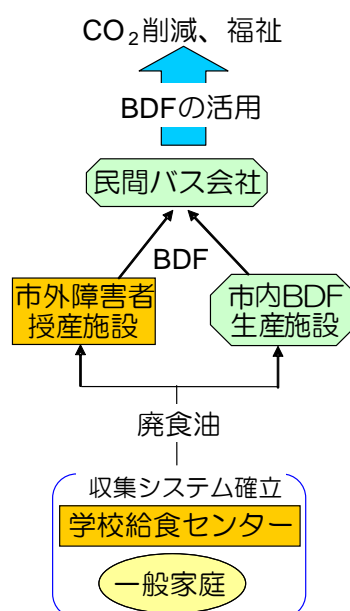 CO₂削減、福祉
BDFの活用
民間バス会社
BDF
市外障害者
授産施設
市内BDF
生産施設
廃食油
収集システム確立
学校給食センター
一般家庭